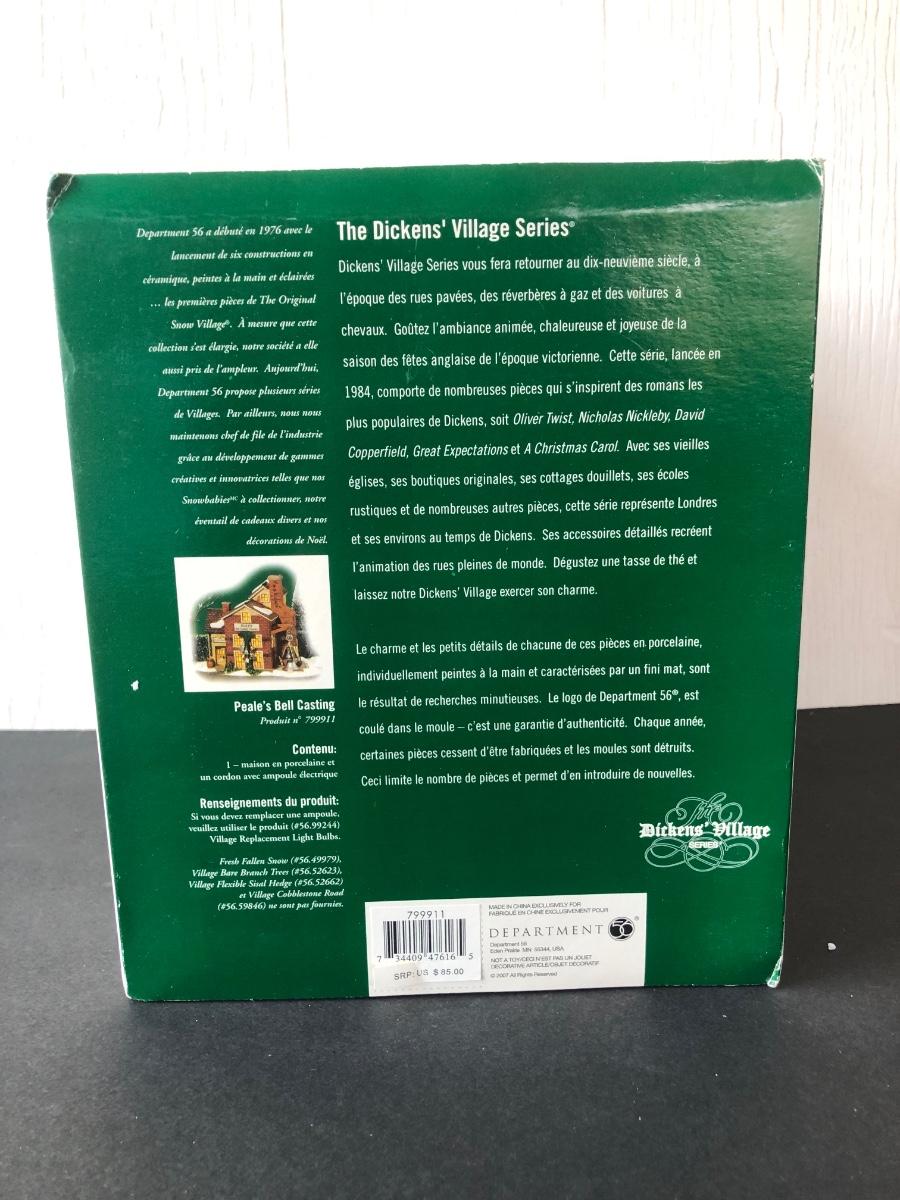 Department 56 a débuté en 1976 avec le
lancement de six constructions en
céramique, peintes à la main et éclairées
... les premières pièces de The Original
Snow Village®. À mesure que cette
collection s'est élargie, notre société a elle
aussi pris de l'ampleur. Aujourd'hui,
Department 56 propose plusieurs séries
de Villages. Par ailleurs, nous nous
maintenons chef de file de l'industrie
grâce au développement de gammes
créatives et innovatrices telles que nos
Snowbabies MC à collectionner, notre
éventail de cadeaux divers et nos
décorations de Noël.
Peale's Bell Casting
Produit n° 799911
Contenu:
1 – maison en porcelaine et
un cordon avec ampoule électrique
Renseignements du produit:
Si vous devez remplacer une ampoule,
veuillez utiliser le produit (#56.99244)
Village Replacement Light Bulbs.
Fresh Fallen Snow (#56.49979),
Village Bare Branch Trees (#56.52623),
Village Flexible Sisal Hedge (#56.52662)
et Village Cobblestone Road
(#56.59846) ne sont pas fournies.
The Dickens' Village Series®
Dickens' Village Series vous fera retourner au dix-neuvième siècle, à
l'époque des rues pavées, des réverbères à gaz et des voitures à
chevaux. Goûtez l'ambiance animée, chaleureuse et joyeuse de la
saison des fêtes anglaise de l'époque victorienne. Cette série, lancée en
1984, comporte de nombreuses pièces qui s'inspirent des romans les
plus populaires de Dickens, soit Oliver Twist, Nicholas Nickleby, David
Copperfield, Great Expectations et A Christmas Carol. Avec ses vieilles
églises, ses boutiques originales, ses cottages douillets, ses écoles
rustiques et de nombreuses autres pièces, cette série représente Londres
et ses environs au temps de Dickens. Ses accessoires détaillés recréent
l'animation des rues pleines de monde. Dégustez une tasse de thé et
laissez notre Dickens' Village exercer son charme.
Le charme et les petits détails de chacune de ces pièces en porcelaine,
individuellement peintes à la main et caractérisées par un fini mat, sont
le résultat de recherches minutieuses. Le logo de Department 56®, est
coulé dans le moule – c'est une garantie d'authenticité. Chaque année,
certaines pièces cessent d'être fabriquées et les moules sont détruits.
Ceci limite le nombre de pièces et permet d'en introduire de nouvelles.
The
Dickens' Village
SERIES®
799911
7 34409 47616 5
SRP: US $ 85.00
MADE IN CHINA EXCLUSIVELY FOR
FABRIQUÉ EN CHINE EXCLUSIVEMENT POUR
DEPARTMENT 56®
Department 56
Eden Prairie MN 55344, USA
NOT A TOY/CECI N'EST PAS UN JOUET
DECORATIVE ARTICLE/OBJET DÉCORATIF
© 2007 All Rights Reserved